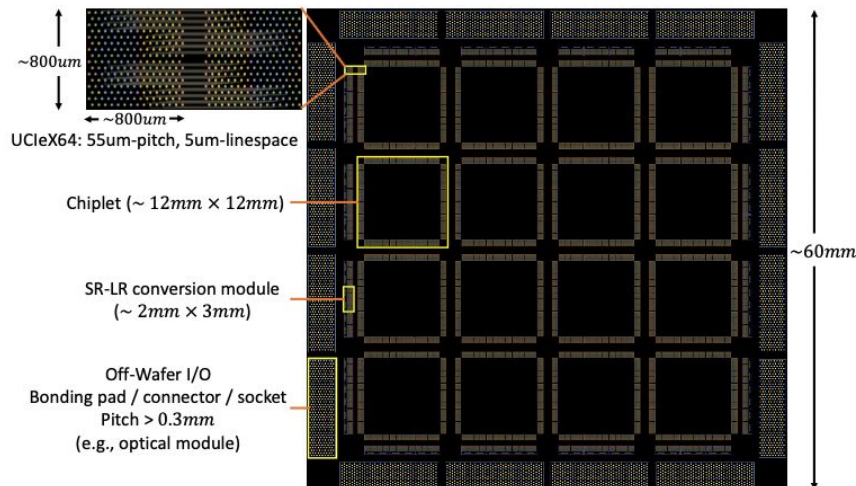 ~800um
~800um
UCIeX64: 55um-pitch, 5um-linespace
Chiplet (~ 12mm × 12mm)
~60mm
SR-LR conversion module
(~ 2mm × 3mm)
Off-Wafer I/O
Bonding pad / connector / socket
Pitch > 0.3mm
(e.g., optical module)